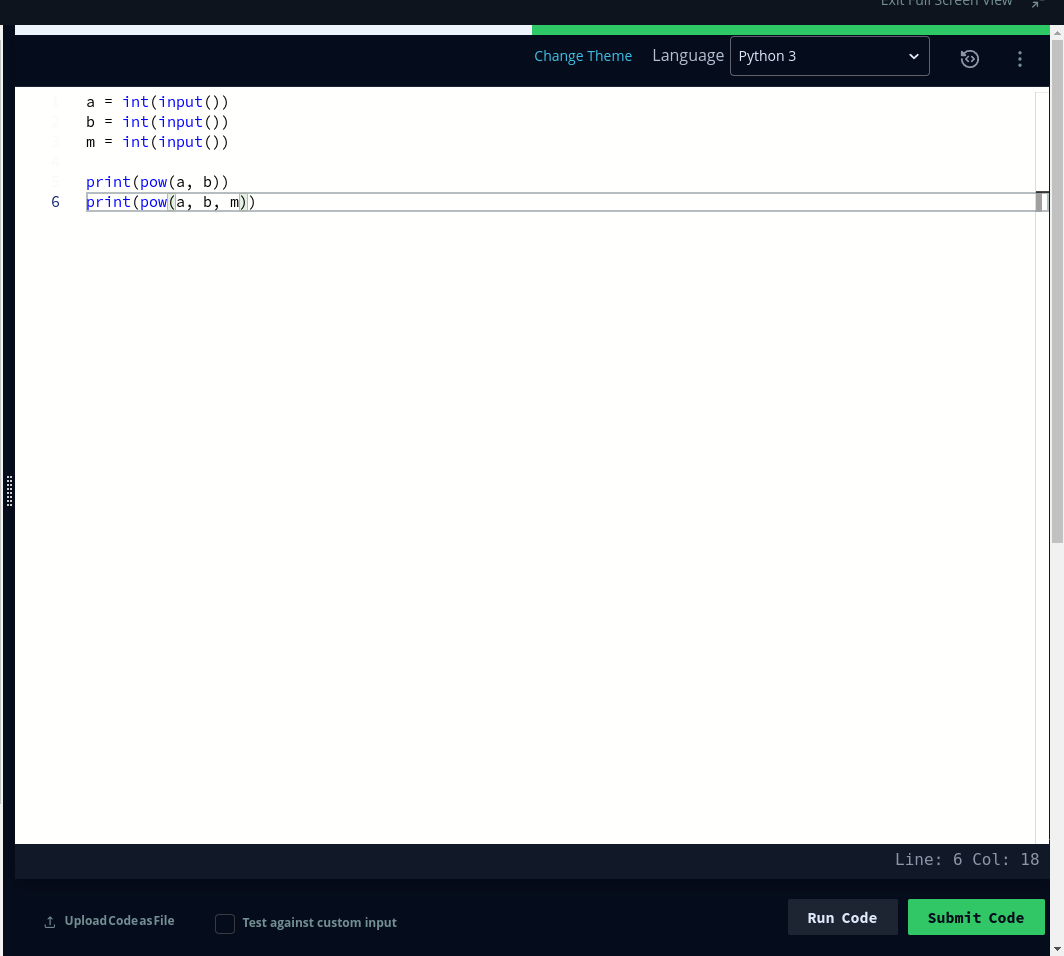 Exit Full Screen View
Change Theme Language Python 3
a = int(input())
b = int(input())
m = int(input())
print(pow(a, b))
6 print(pow(a, b, m))
Line: 6 Col: 18
Upload Code as File Test against custom input Run Code Submit Code